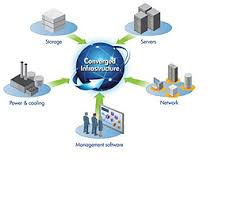 Storage
Servers
Converged
Infrastructure
Power & cooling
Network
Management software